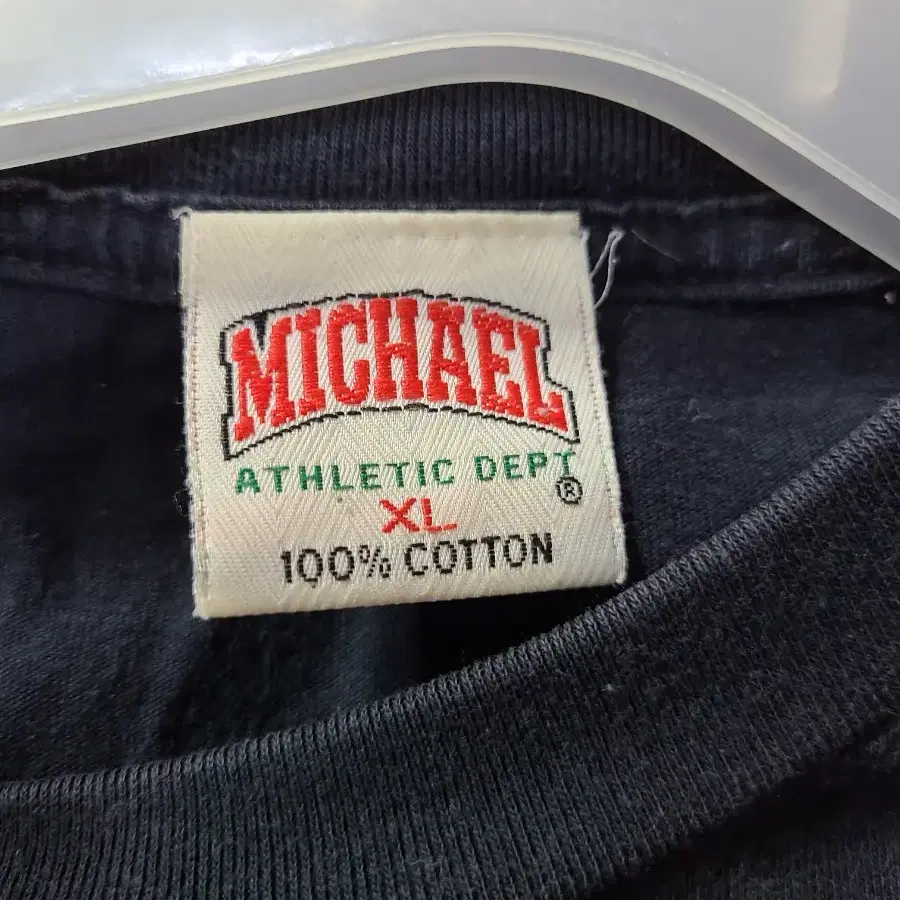 MICHAEL
ATHLETIC DEPT
®
XL
100% COTTON